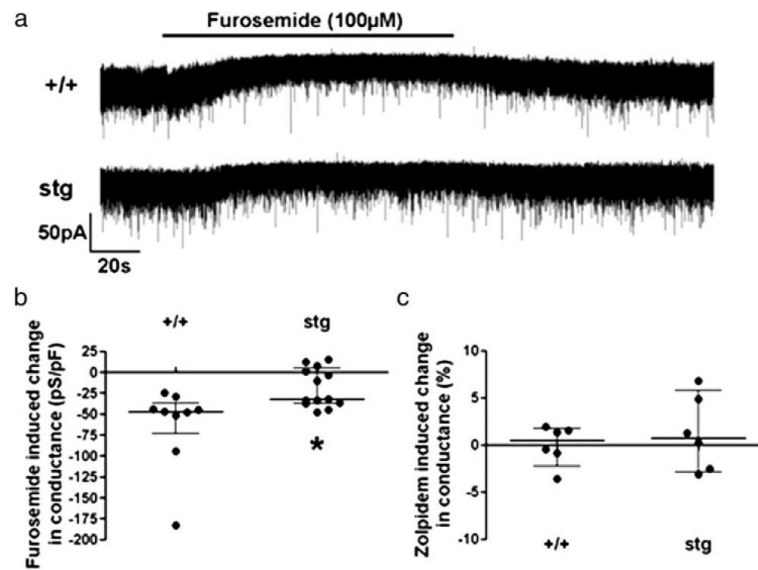 a
Furosemide (100µM)
+/+
stg
50pA
20s
b
+/+
stg
Furosemide induced change
in conductance (pS/pF)
25
0
-25
-50
-75
-100
-125
-150
-175
-200
*
c
Zolpidem induced change
in conductance (%)
10
5
0
-5
-10
+/+
stg